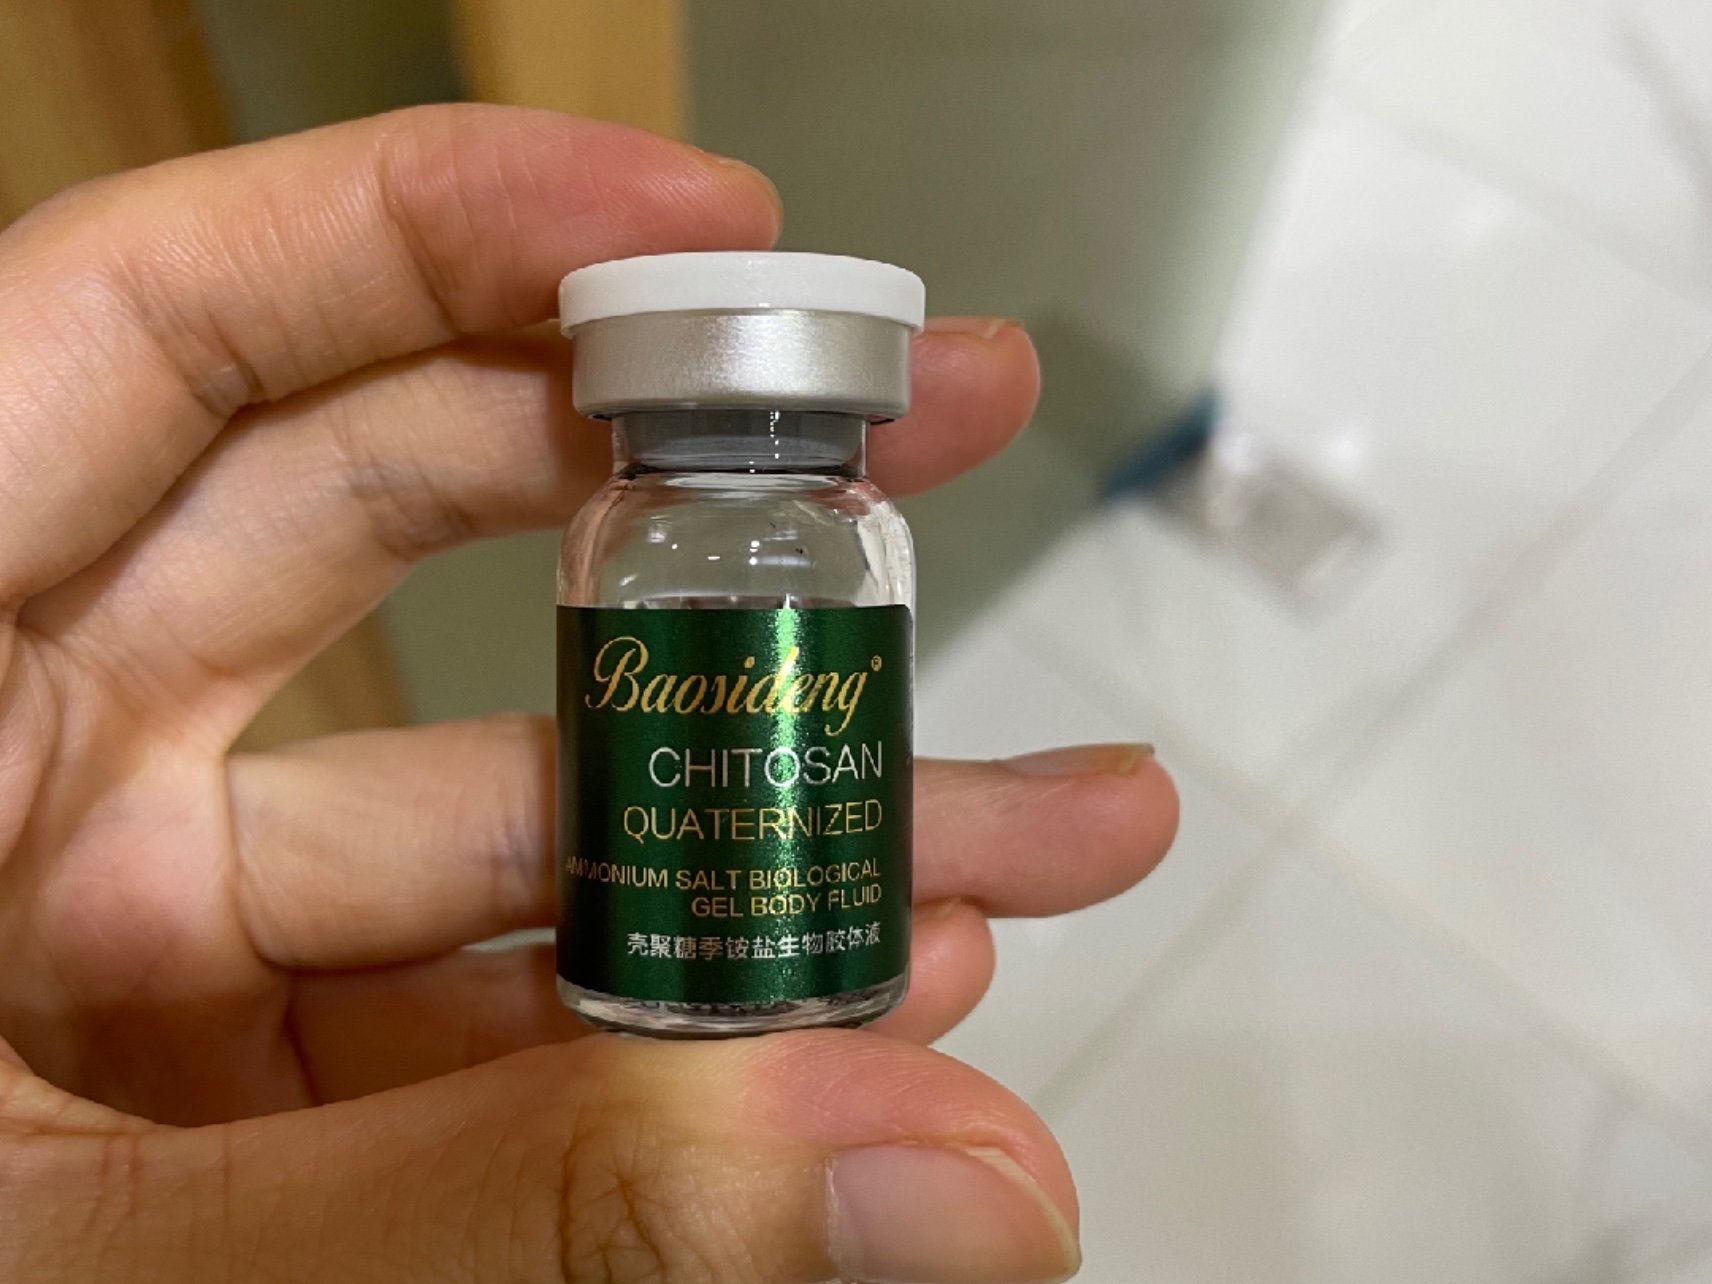 Baosideng®
CHITOSAN
QUATERNIZED
AMMONIUM SALT BIOLOGICAL
GEL BODY FLUID
壳聚糖季铵盐生物胶体液